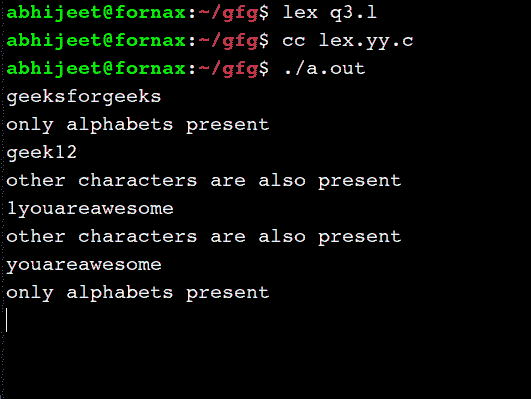 abhijeet@fornax:~/gfg$ lex q3.l
abhijeet@fornax:~/gfg$ cc lex.yy.c
abhijeet@fornax:~/gfg$ ./a.out
geeksforgeeks
only alphabets present
geek12
other characters are also present
1youareawesome
other characters are also present
youareawesome
only alphabets present